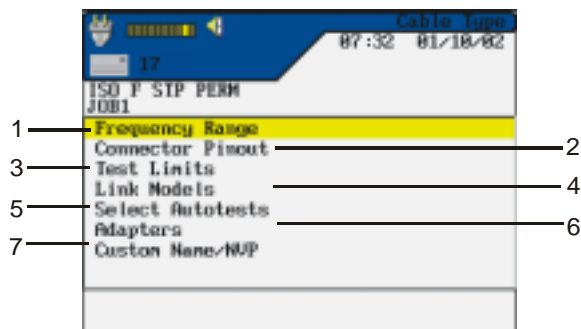 Cable Type
07:32 01/10/02
17
ISO F STP PERM
JOB1
1 Frequency Range
Connector Pinout 2
3 Test Limits
Link Models 4
5 Select Autotests
Adapters 6
7 Custom Name/NVP